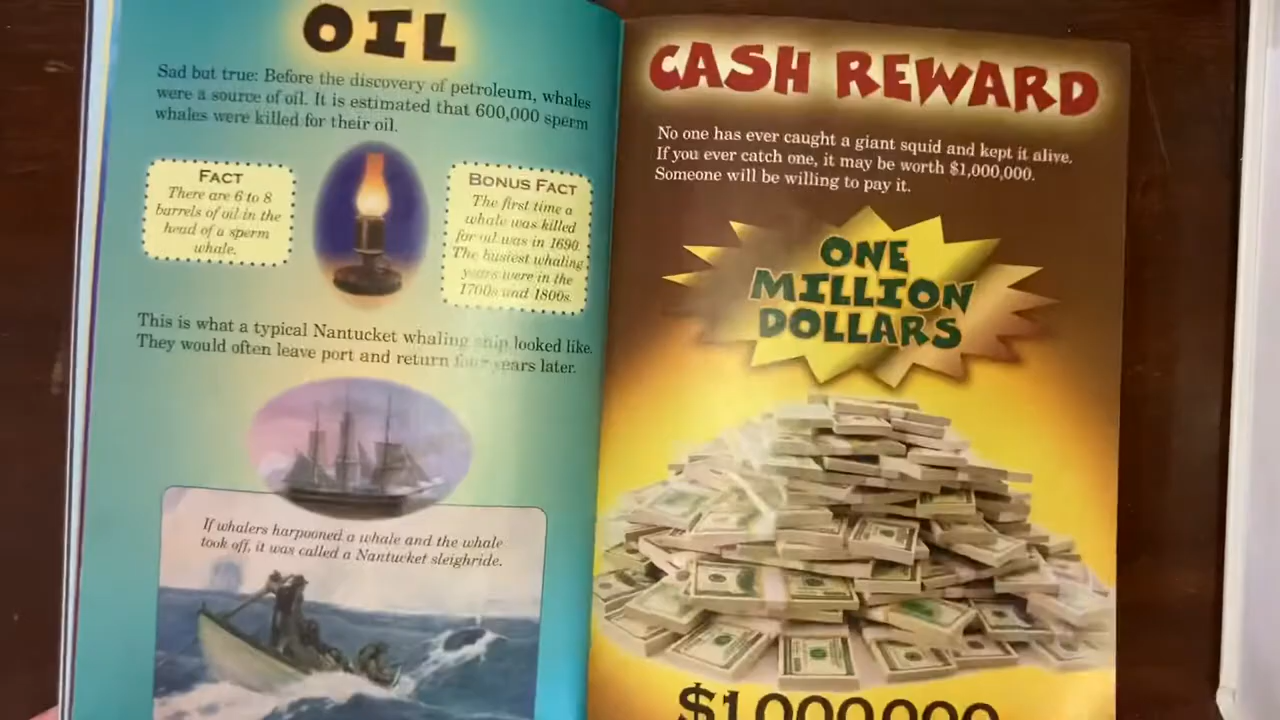 OIL
Sad but true: Before the discovery of petroleum, whales
were a source of oil. It is estimated that 600,000 sperm
whales were killed for their oil.
FACT
There are 6 to 8
barrels of oil in the
head of a sperm
whale.
BONUS FACT
The first time a
whale was killed
for oil was in 1690.
The busiest whaling
years were in the
1700s and 1800s.
This is what a typical Nantucket whaling ship looked like.
They would often leave port and return four years later.
If whalers harpooned a whale and the whale
took off, it was called a Nantucket sleighride.
CASH REWARD
No one has ever caught a giant squid and kept it alive.
If you ever catch one, it may be worth $1,000,000.
Someone will be willing to pay it.
ONE
MILLION
DOLLARS
$1,000,000